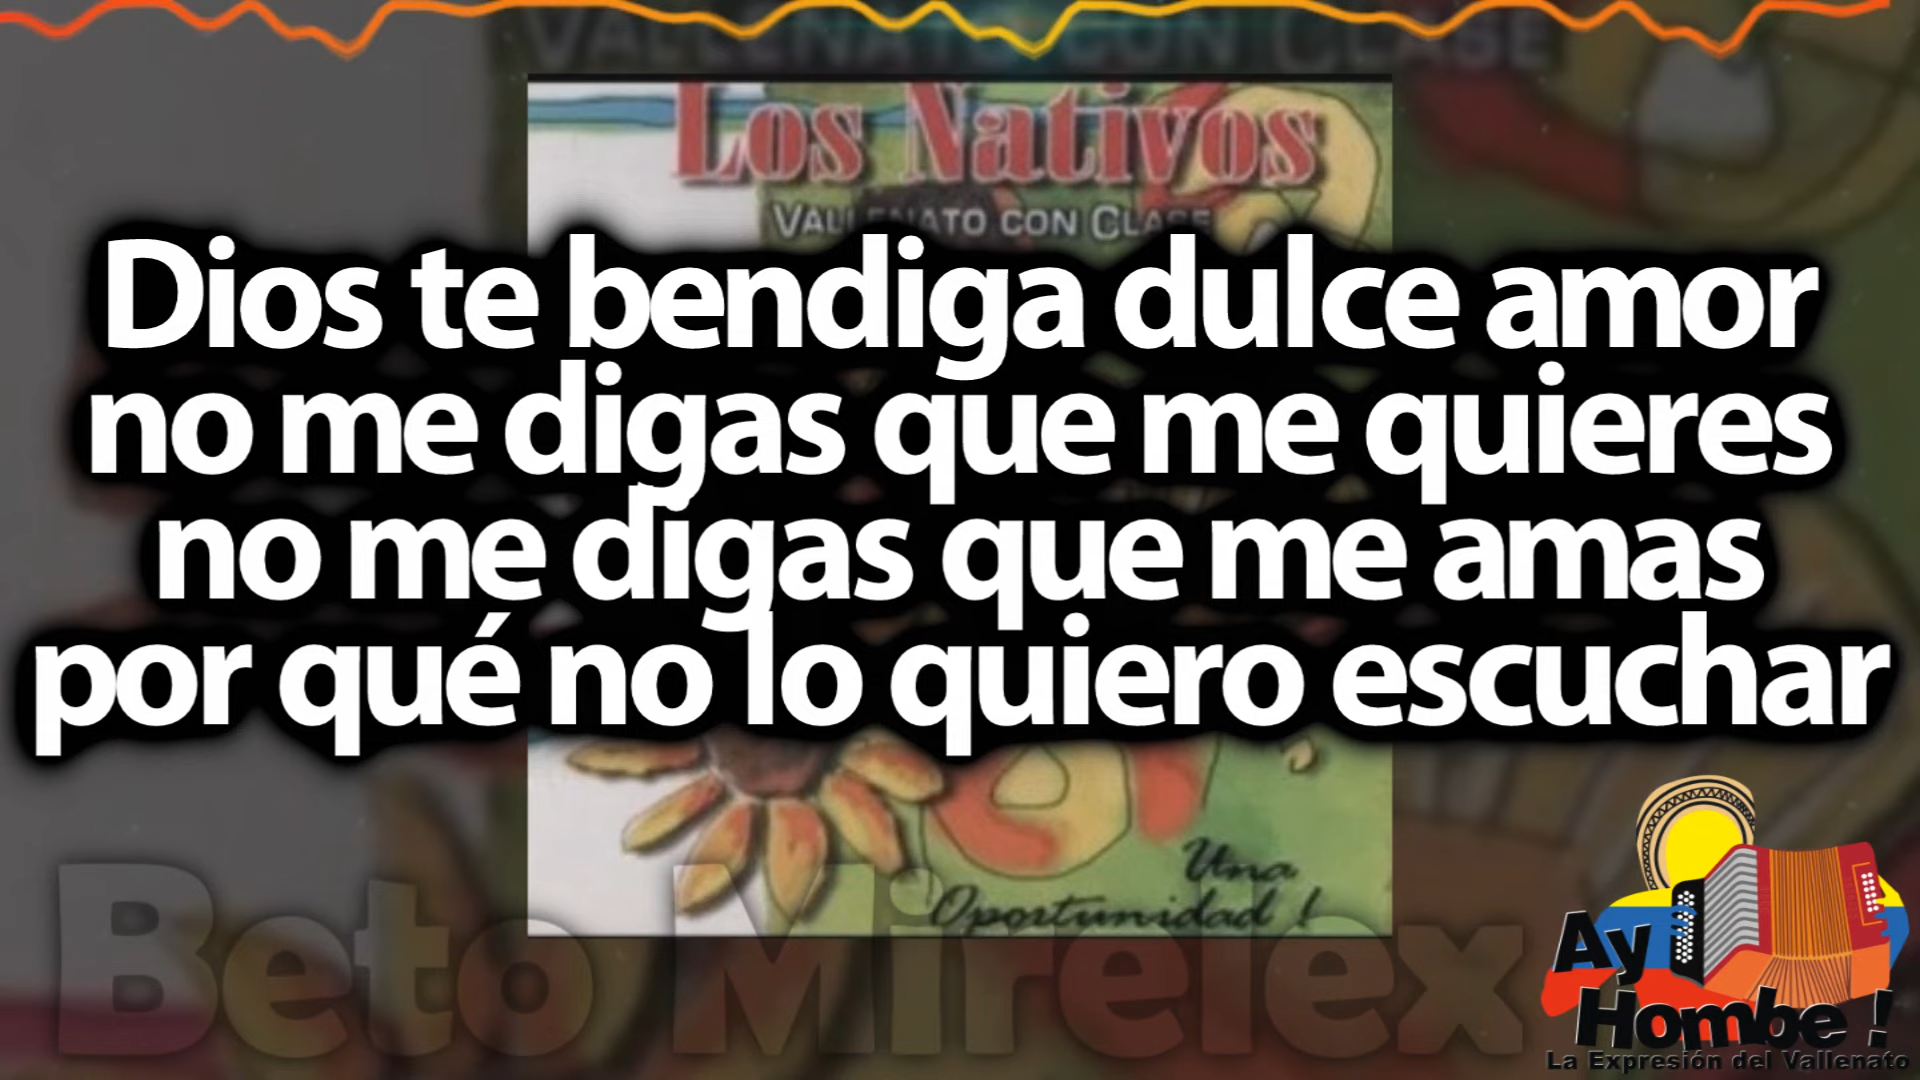 VALLENATO CON CLASE
Los Nativos
VALLENATO CON CLASE
Dios te bendiga dulce amor
no me digas que me quieres
no me digas que me amas
por qué no lo quiero escuchar
Una
Oportunidad !
Beto Mirelex
Ay
Hombe !
La Expresión del Vallenato